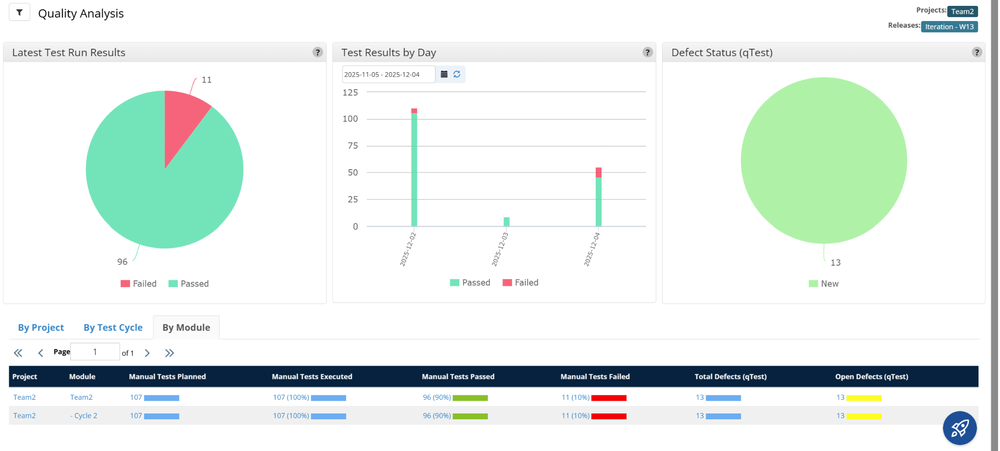 Quality Analysis
Projects: Team2
Releases: Iteration - W13
Latest Test Run Results ?
11
96
Failed Passed
Test Results by Day ?
2025-11-05 - 2025-12-04
125
100
75
50
25
0
2025-12-02 2025-12-03 2025-12-04
Passed Failed
Defect Status (qTest) ?
13
New
By Project By Test Cycle By Module
Page 1 of 1
Project Module Manual Tests Planned Manual Tests Executed Manual Tests Passed Manual Tests Failed Total Defects (qTest) Open Defects (qTest)
Team2 Team2 107 107 (100%) 96 (90%) 11 (10%) 13 13
Team2 - Cycle 2 107 107 (100%) 96 (90%) 11 (10%) 13 13